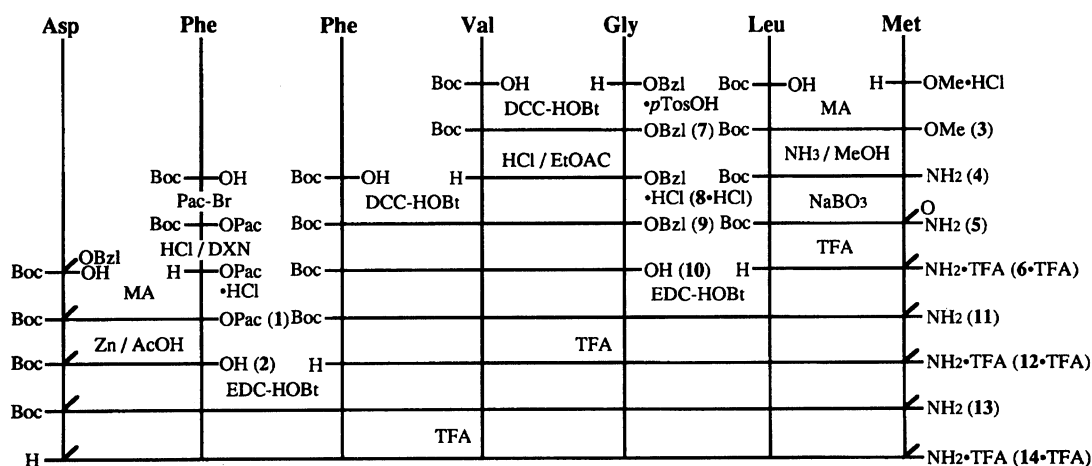 Asp Phe Phe Val Gly Leu Met
Boc OH H OBzl Boc OH H OMe•HCl
DCC-HOBt •pTosOH MA
Boc OBzl (7) Boc OMe (3)
HCl / EtOAC NH3 / MeOH
Boc OH Boc OH H OBzl Boc NH2 (4)
Pac-Br DCC-HOBt •HCl (8•HCl) NaBO3
Boc OPac Boc OBzl (9) Boc O NH2 (5)
HCl / DXN TFA
Boc OBzl OH H OPac Boc OH (10) H NH2•TFA (6•TFA)
MA •HCl EDC-HOBt
Boc OPac (1) Boc NH2 (11)
Zn / AcOH TFA
Boc OH (2) H NH2•TFA (12•TFA)
EDC-HOBt
Boc NH2 (13)
TFA
H NH2•TFA (14•TFA)